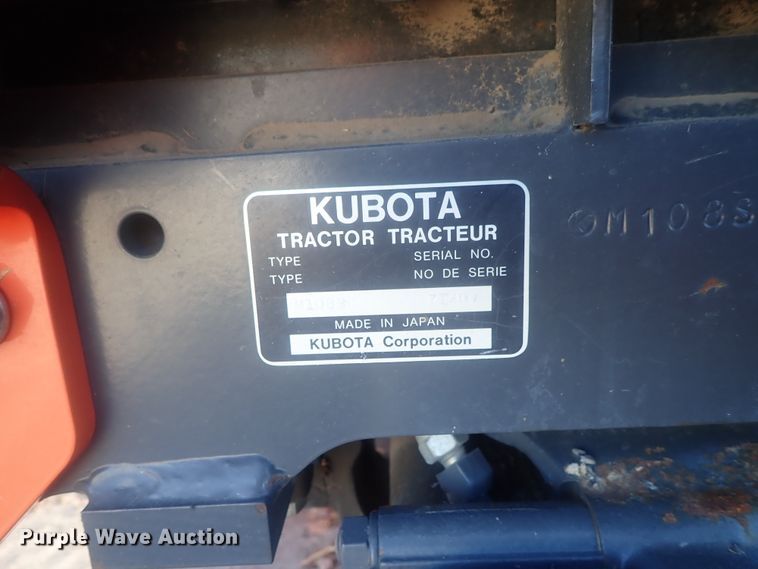 KUBOTA
TRACTOR TRACTEUR
TYPE SERIAL NO.
TYPE NO DE SERIE
MADE IN JAPAN
KUBOTA Corporation
M108S
Purple Wave Auction